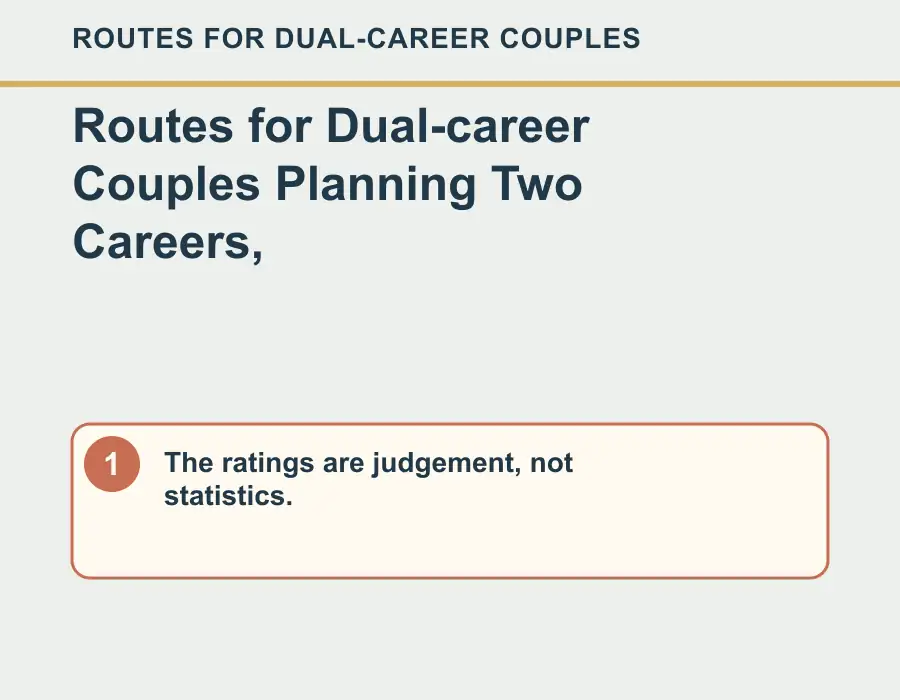 ROUTES FOR DUAL-CAREER COUPLES
Routes for Dual-career
Couples Planning Two
Careers,
1
The ratings are judgement, not
statistics.